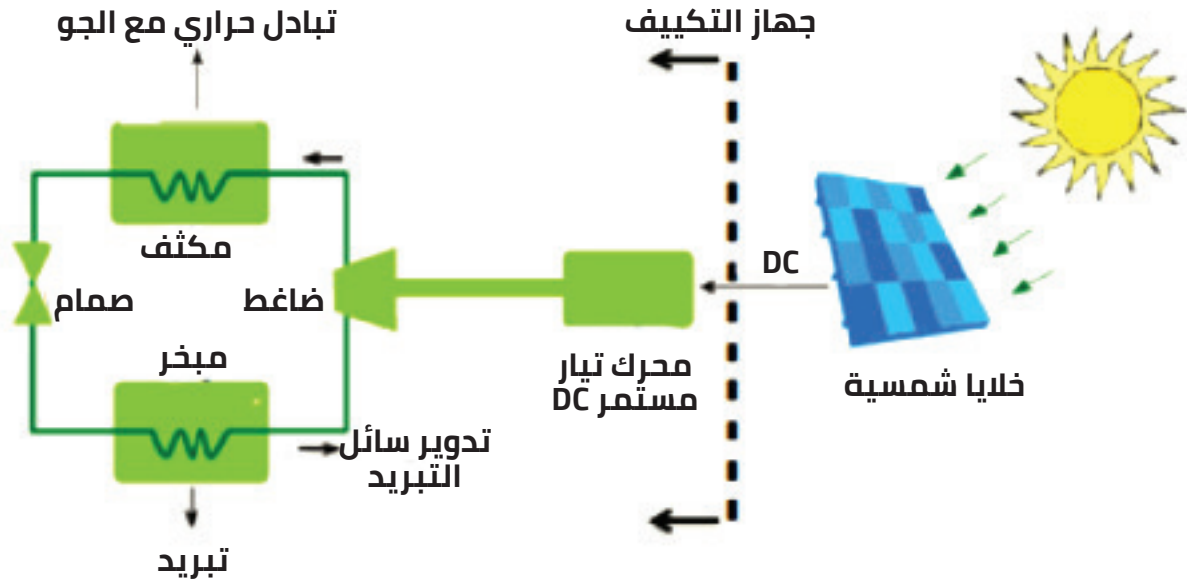 تبادل حراري مع الجو
جهاز التكييف
مكثف
DC
ضاغط
صمام
مبخر
محرك تيار
مستمر DC
خلايا شمسية
تدوير سائل
التبريد
تبريد